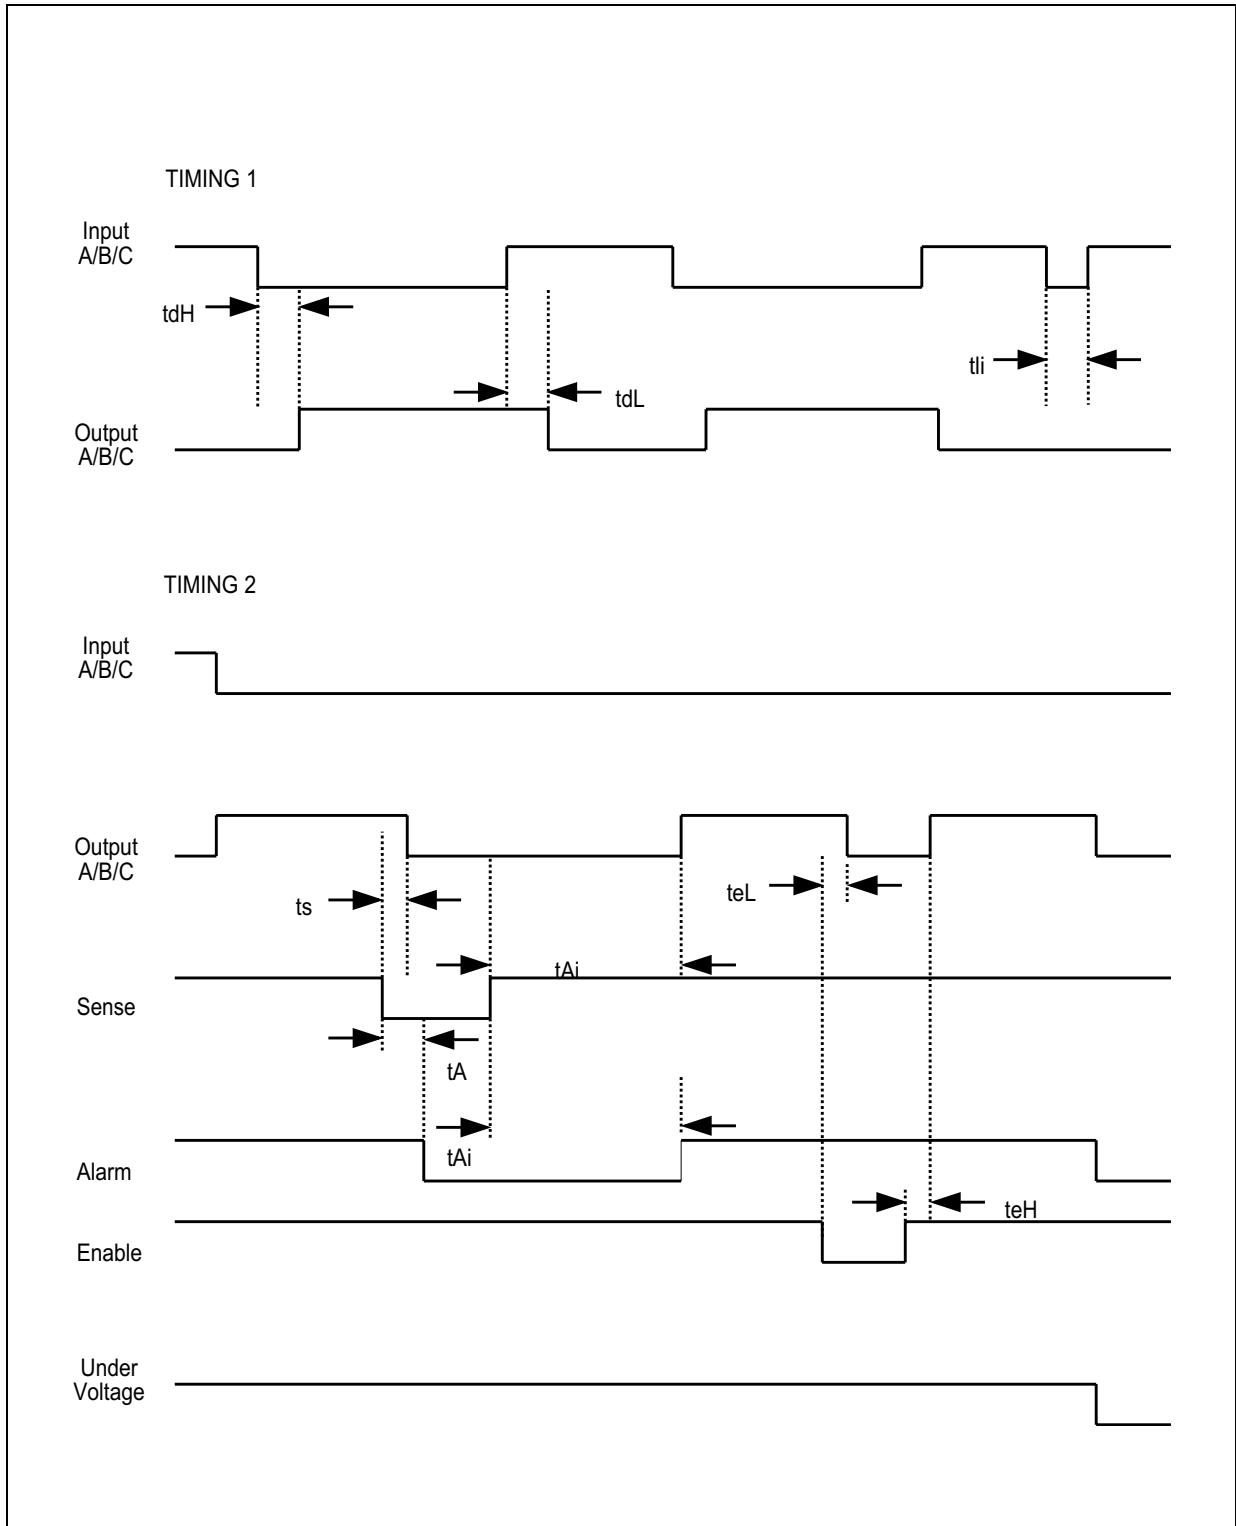 TIMING 1
Input
A/B/C
tdH
tli
tdL
Output
A/B/C
TIMING 2
Input
A/B/C
Output
A/B/C
teL
ts
tAi
Sense
tA
tAi
Alarm
teH
Enable
Under
Voltage